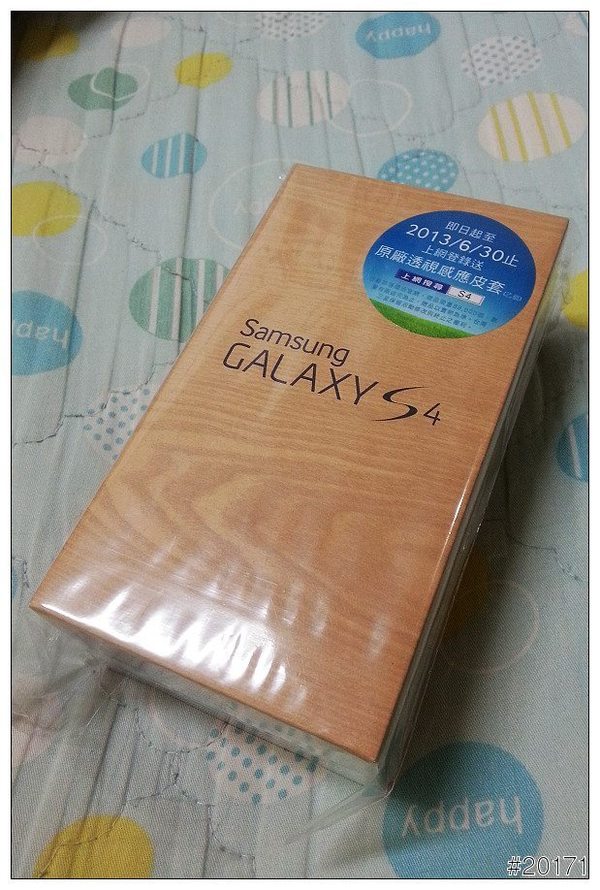 happy
即日起至
2013/6/30止
上網登錄送
原廠透視感應皮套
上網搜尋 S4
Samsung
GALAXY S4
happy
happy
#20171